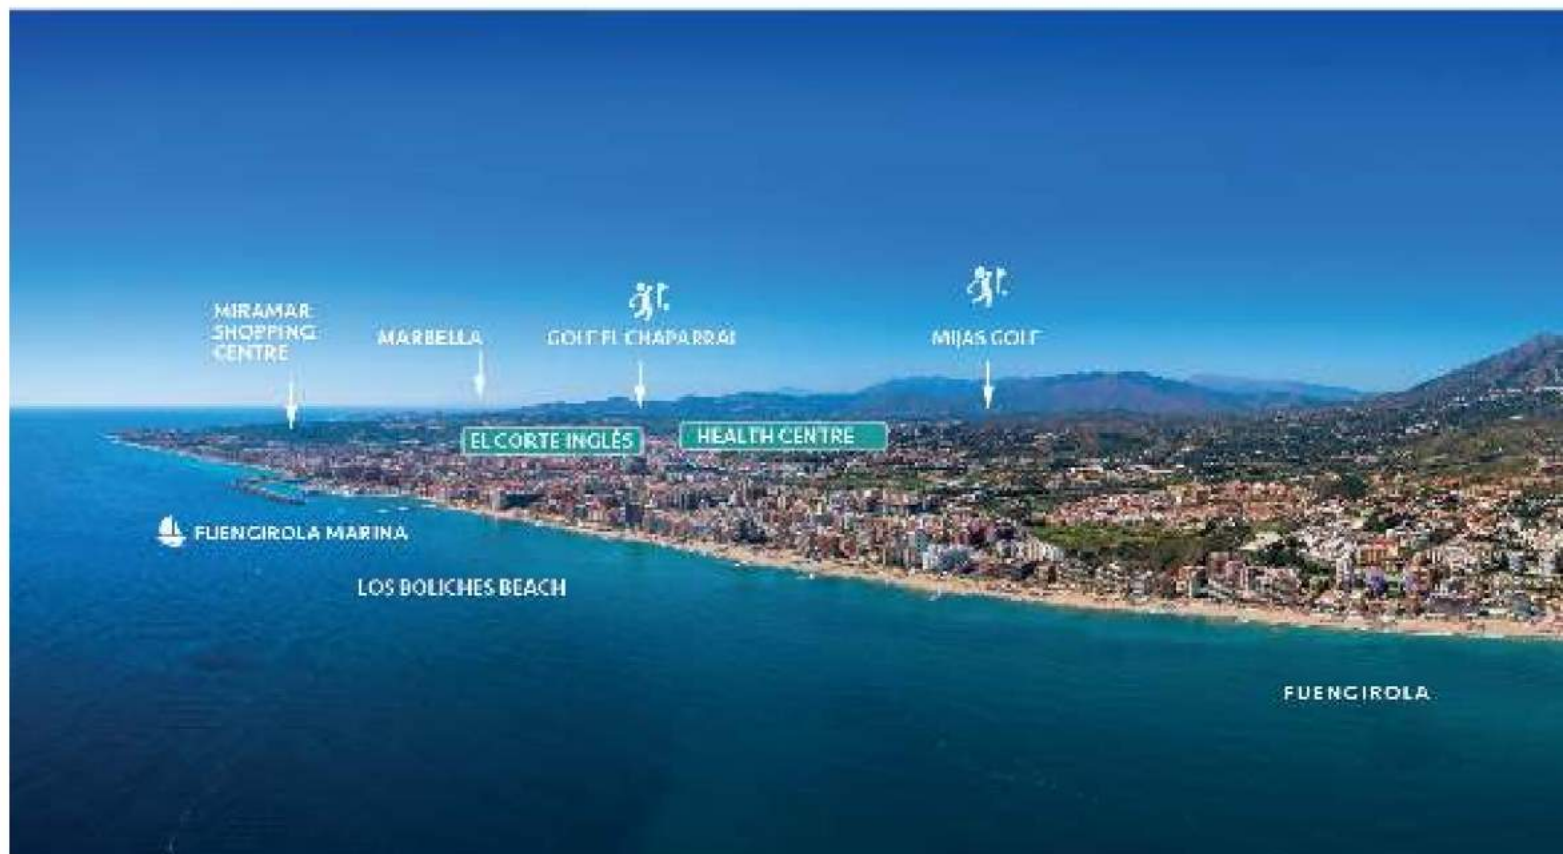 MIRAMAR
SHOPPING
CENTRE
MARBELLA
GOLF EL CHAPARRAL
MIJAS GOLF
EL CORTE INGLÉS
HEALTH CENTRE
FUENGIROLA MARINA
LOS BOLICHES BEACH
FUENGIROLA